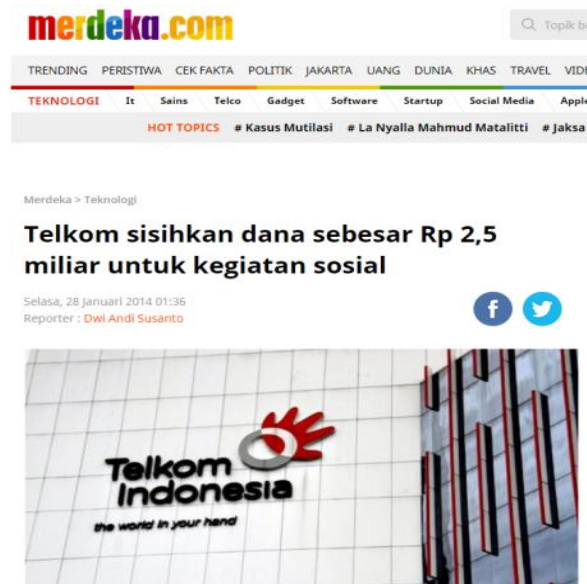 merdeka.com
Topik be
TRENDING PERISTIWA CEK FAKTA POLITIK JAKARTA UANG DUNIA KHAS TRAVEL VIDE
TEKNOLOGI It Sains Telco Gadget Software Startup Social Media Apple
HOT TOPICS # Kasus Mutilasi # La Nyalla Mahmud Matalitti # Jaksa
Merdeka > Teknologi
Telkom sisihkan dana sebesar Rp 2,5
miliar untuk kegiatan sosial
Selasa, 28 Januari 2014 01:36
Reporter : Dwi Andi Susanto
Telkom
Indonesia
the world in your hand